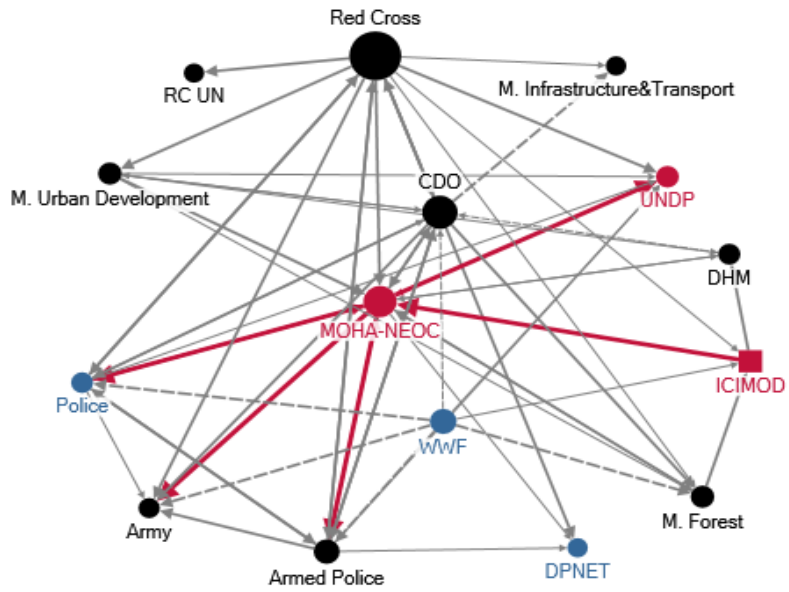 Red Cross
RC UN
M. Infrastructure&Transport
M. Urban Development
CDO
UNDP
DHM
MOHA-NEOC
ICIMOD
Police
WWF
M. Forest
Army
Armed Police
DPNET